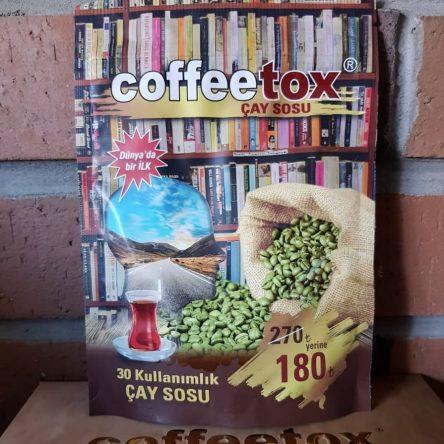 coffeetox®
ÇAY SOSU
Dünya'da
bir İLK
270 ₺
yerine
180 ₺
30 Kullanımlık
ÇAY SOSU
coffeetox